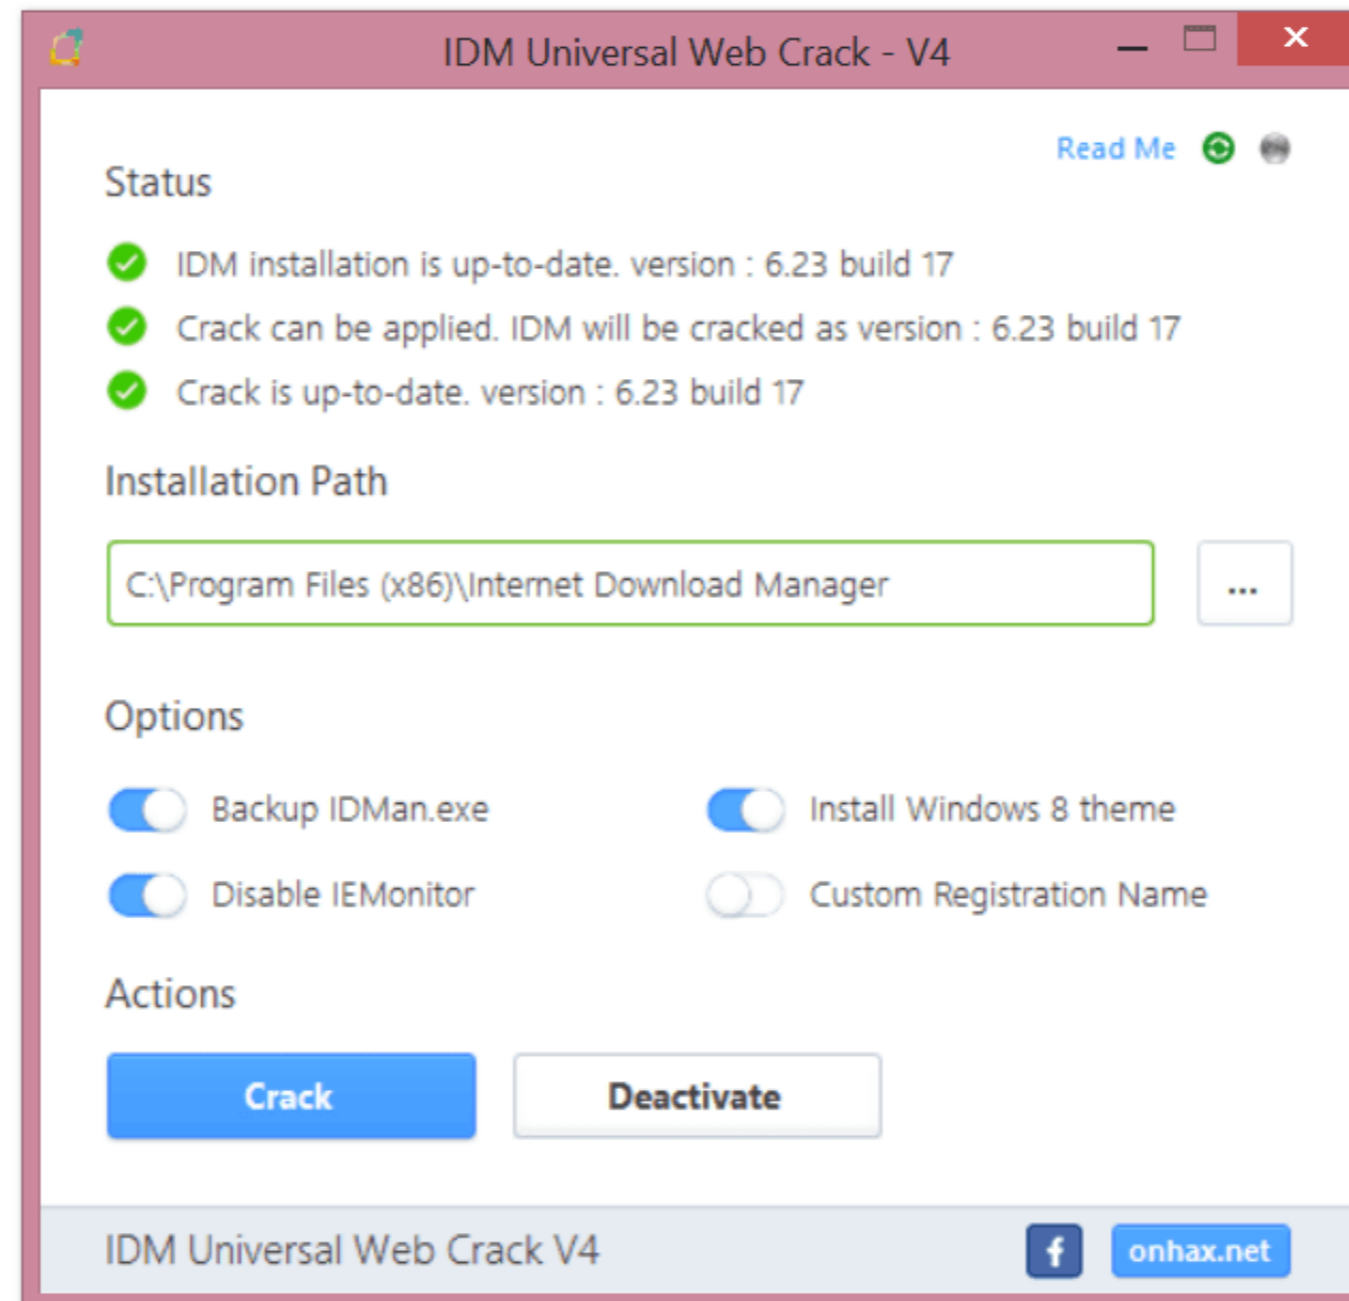 IDM Universal Web Crack - V4
Read Me
Status
IDM installation is up-to-date. version : 6.23 build 17
Crack can be applied. IDM will be cracked as version : 6.23 build 17
Crack is up-to-date. version : 6.23 build 17
Installation Path
C:\Program Files (x86)\Internet Download Manager
...
Options
Backup IDMan.exe
Install Windows 8 theme
Disable IEMonitor
Custom Registration Name
Actions
Crack
Deactivate
IDM Universal Web Crack V4
f
onhax.net